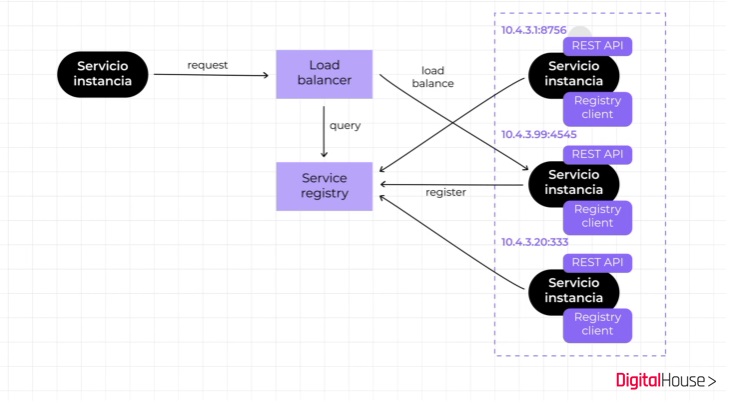 10.4.3.1:8756
REST API
Servicio
instancia
request
Load
balancer
load
balance
Servicio
instancia
Registry
client
query
10.4.3.99:4545
REST API
Service
registry
register
Servicio
instancia
Registry
client
10.4.3.20:333
REST API
Servicio
instancia
Registry
client
DigitalHouse>